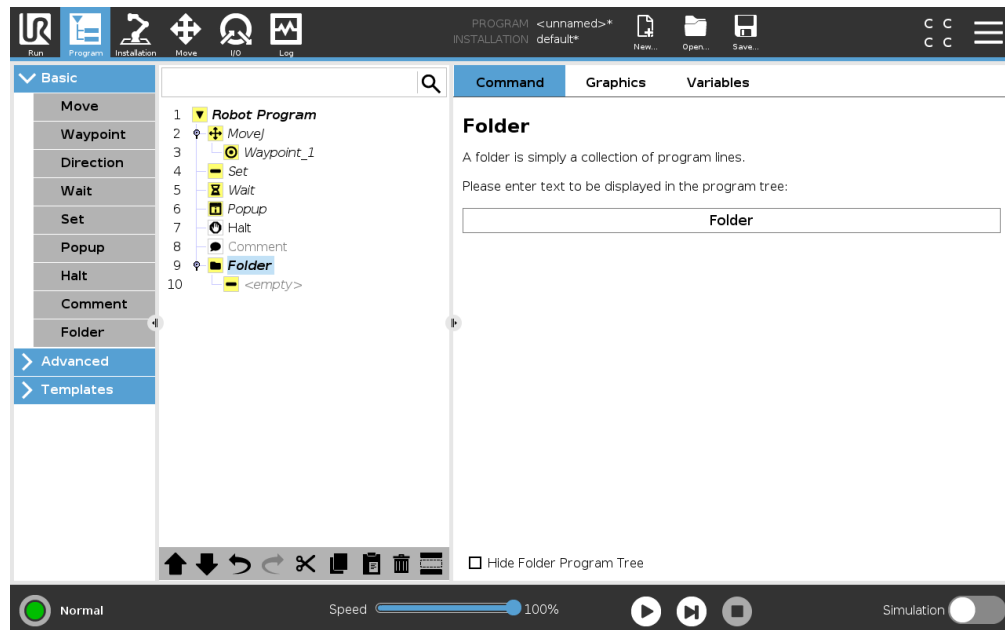 UR
PROGRAM <unnamed>*
INSTALLATION default*
C C
C C
Run Program Installation Move I/O Log New... Open... Save...
Basic
Move
Waypoint
Direction
Wait
Set
Popup
Halt
Comment
Folder
Advanced
Templates
1 Robot Program
2 MoveJ
3 Waypoint_1
4 Set
5 Wait
6 Popup
7 Halt
8 Comment
9 Folder
10 <empty>
Command Graphics Variables
Folder
A folder is simply a collection of program lines.
Please enter text to be displayed in the program tree:
Folder
Hide Folder Program Tree
Normal Speed 100% Simulation